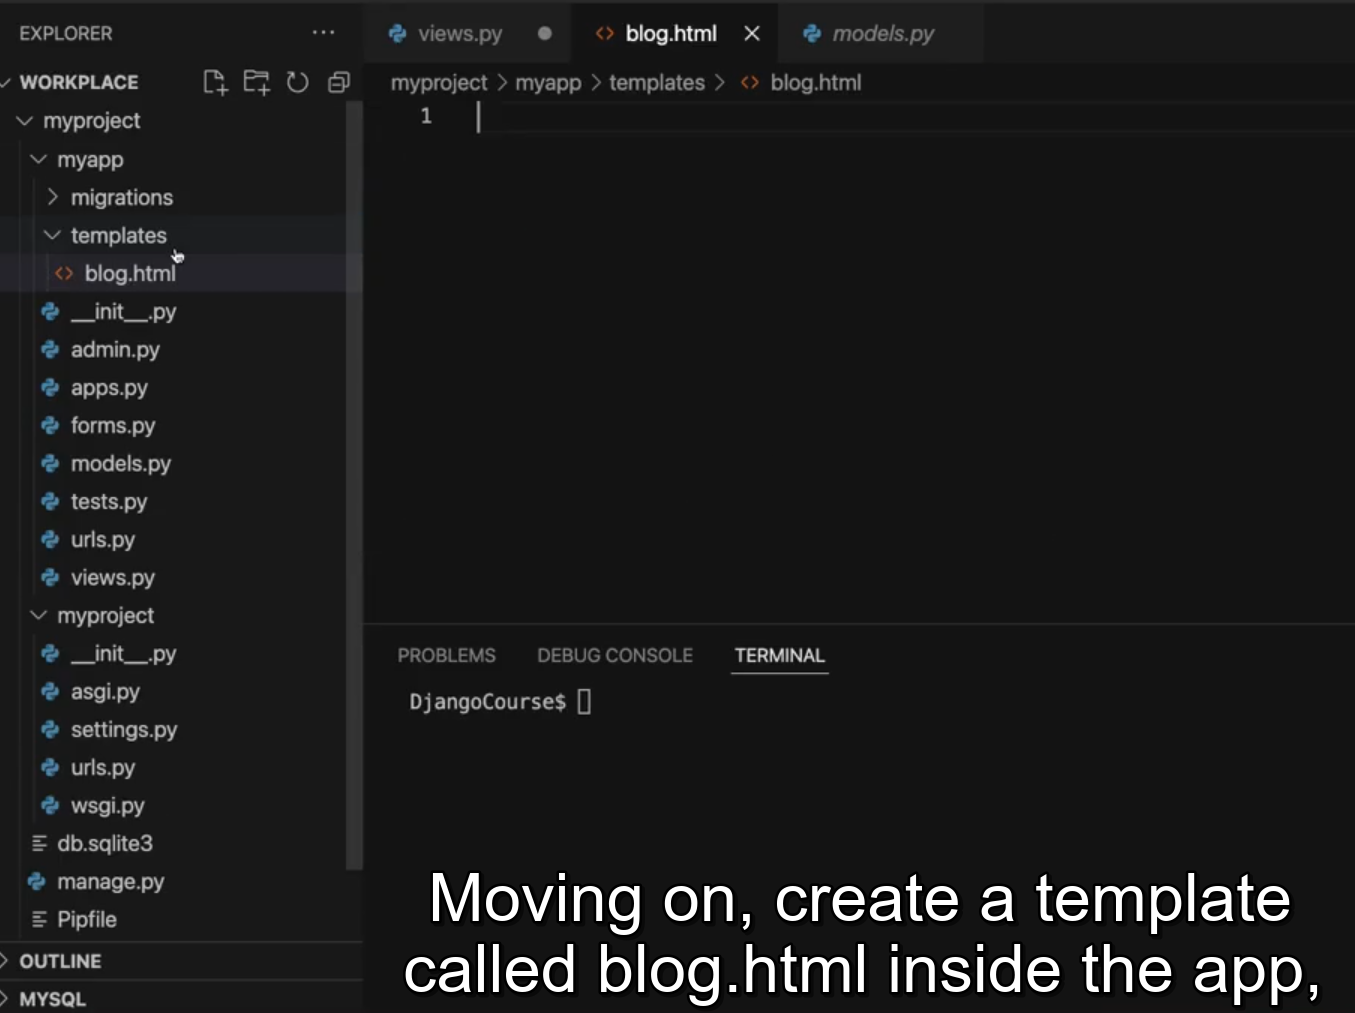 EXPLORER
WORKPLACE
myproject
myapp
migrations
templates
blog.html
__init__.py
admin.py
apps.py
forms.py
models.py
tests.py
urls.py
views.py
myproject
__init__.py
asgi.py
settings.py
urls.py
wsgi.py
db.sqlite3
manage.py
Pipfile
OUTLINE
MYSQL
views.py
blog.html
models.py
myproject > myapp > templates > <> blog.html
1
PROBLEMS DEBUG CONSOLE TERMINAL
DjangoCourse$
Moving on, create a template
called blog.html inside the app,